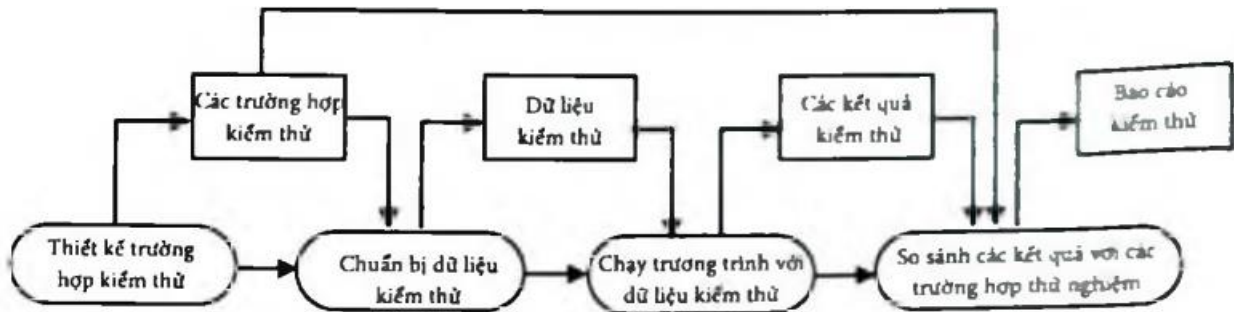 Các trường hợp
kiểm thử
Dữ liệu
kiểm thử
Các kết quả
kiểm thử
Bao cáo
kiểm thử
Thiết kế trường
hợp kiểm thử
Chuẩn bị dữ liệu
kiểm thử
Chạy trương trình với
dữ liệu kiểm thử
So sánh các kết quả với các
trường hợp thử nghiệm